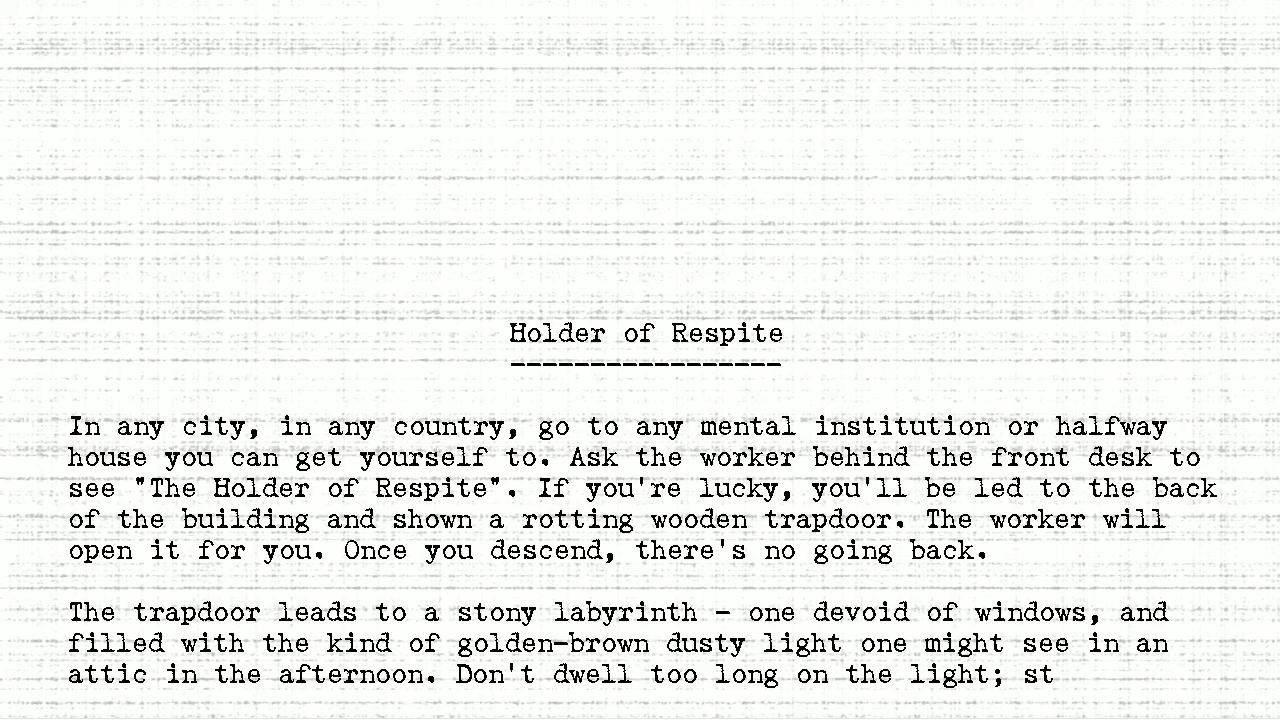 Holder of Respite
-----------------
In any city, in any country, go to any mental institution or halfway
house you can get yourself to. Ask the worker behind the front desk to
see "The Holder of Respite". If you're lucky, you'll be led to the back
of the building and shown a rotting wooden trapdoor. The worker will
open it for you. Once you descend, there's no going back.
The trapdoor leads to a stony labyrinth – one devoid of windows, and
filled with the kind of golden-brown dusty light one might see in an
attic in the afternoon. Don't dwell too long on the light; st